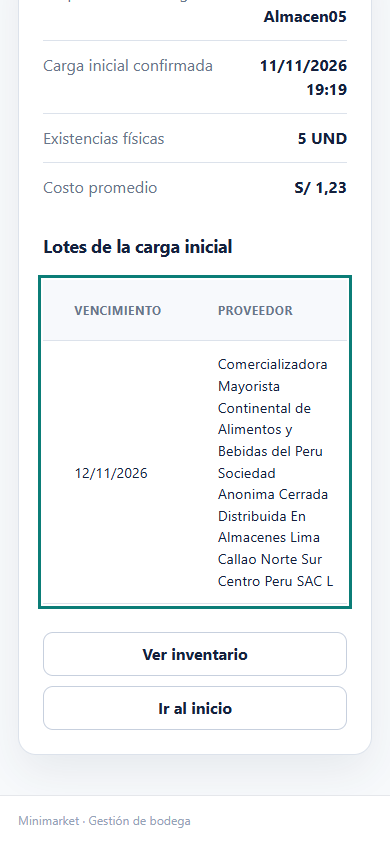 Almacen05
Carga inicial confirmada 11/11/2026
19:19
Existencias físicas 5 UND
Costo promedio S/ 1,23
Lotes de la carga inicial
VENCIMIENTO PROVEEDOR
12/11/2026
Comercializadora
Mayorista
Continental de
Alimentos y
Bebidas del Peru
Sociedad
Anonima Cerrada
Distribuida En
Almacenes Lima
Callao Norte Sur
Centro Peru SAC L
Ver inventario
Ir al inicio
Minimarket · Gestión de bodega